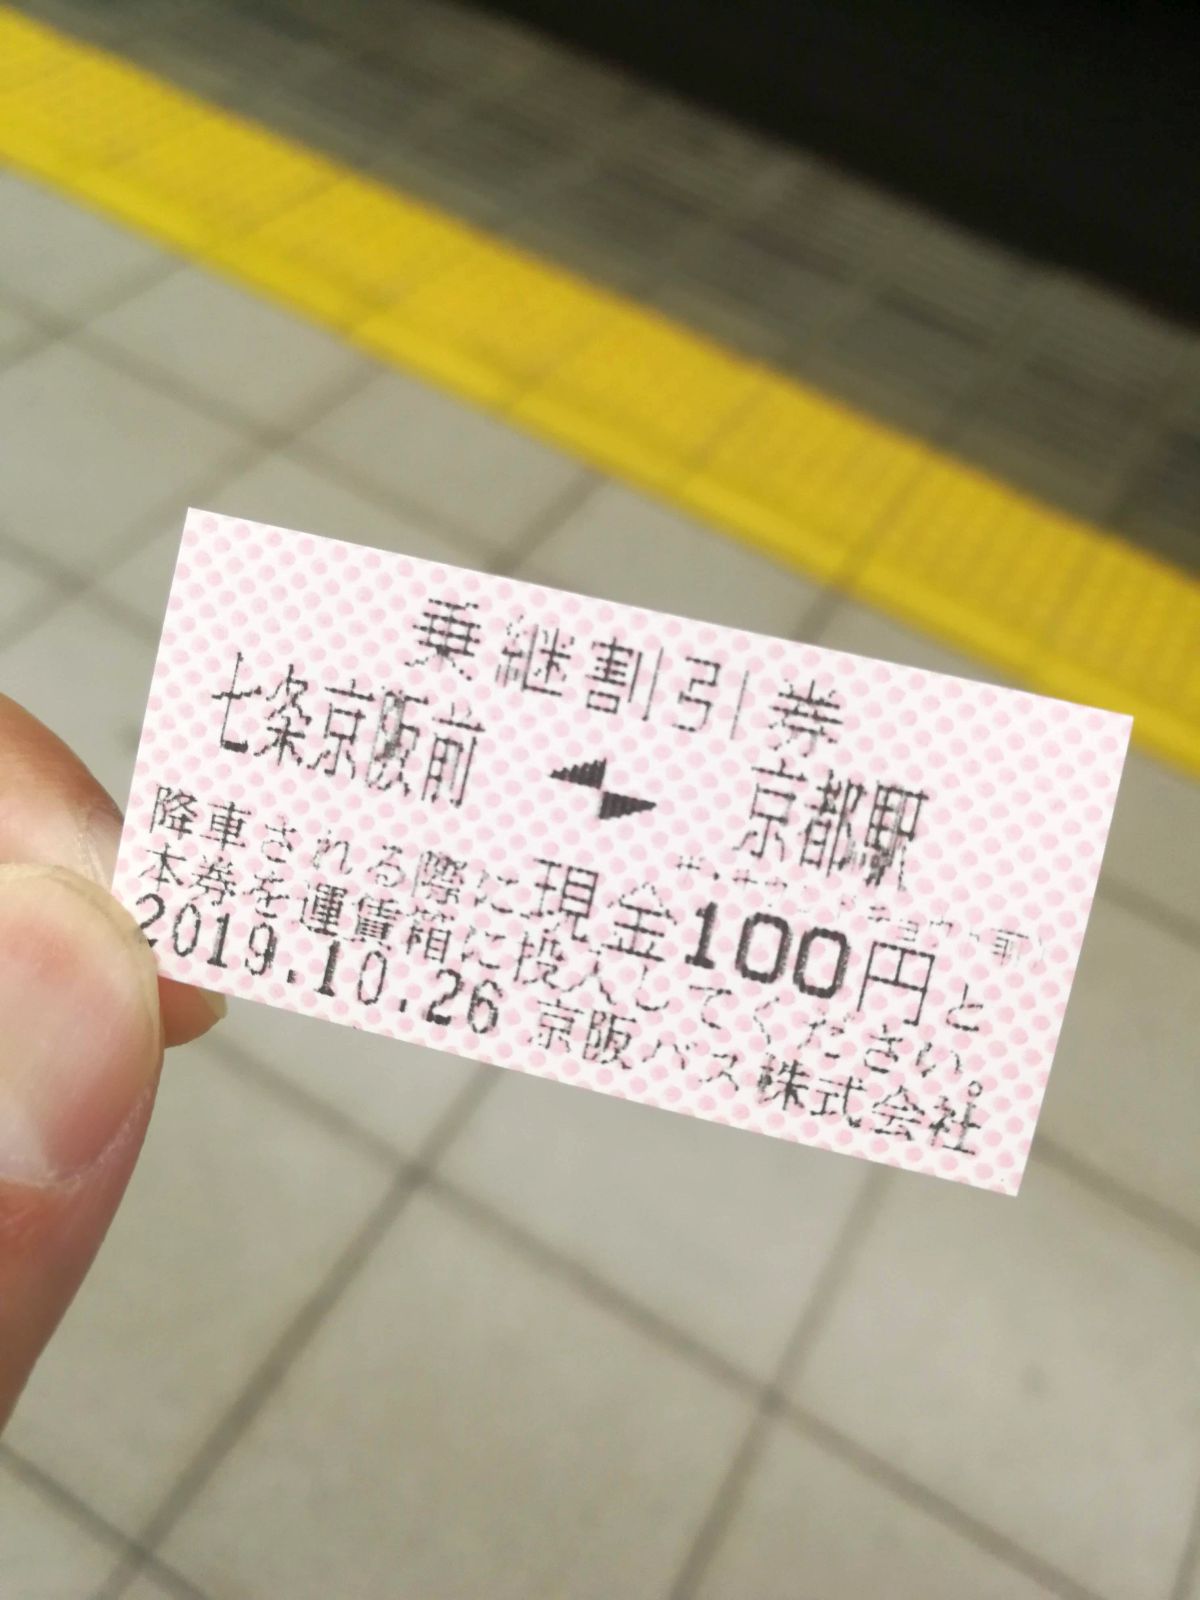 乗継割引券
七条京阪前 京都駅
降車される際に現金100円と
本券を運賃箱に投入してください。
2019.10.26 京阪バス株式会社